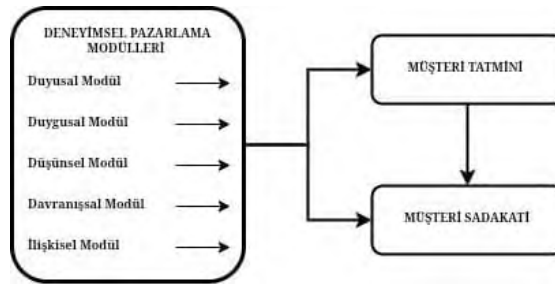 DENEYİMSEL PAZARLAMA
MODÜLLERİ
Duyusal Modül
Duygusal Modül
Düşünsel Modül
Davranışsal Modül
İlişkisel Modül
MÜŞTERİ TATMİNİ
MÜŞTERİ SADAKATİ